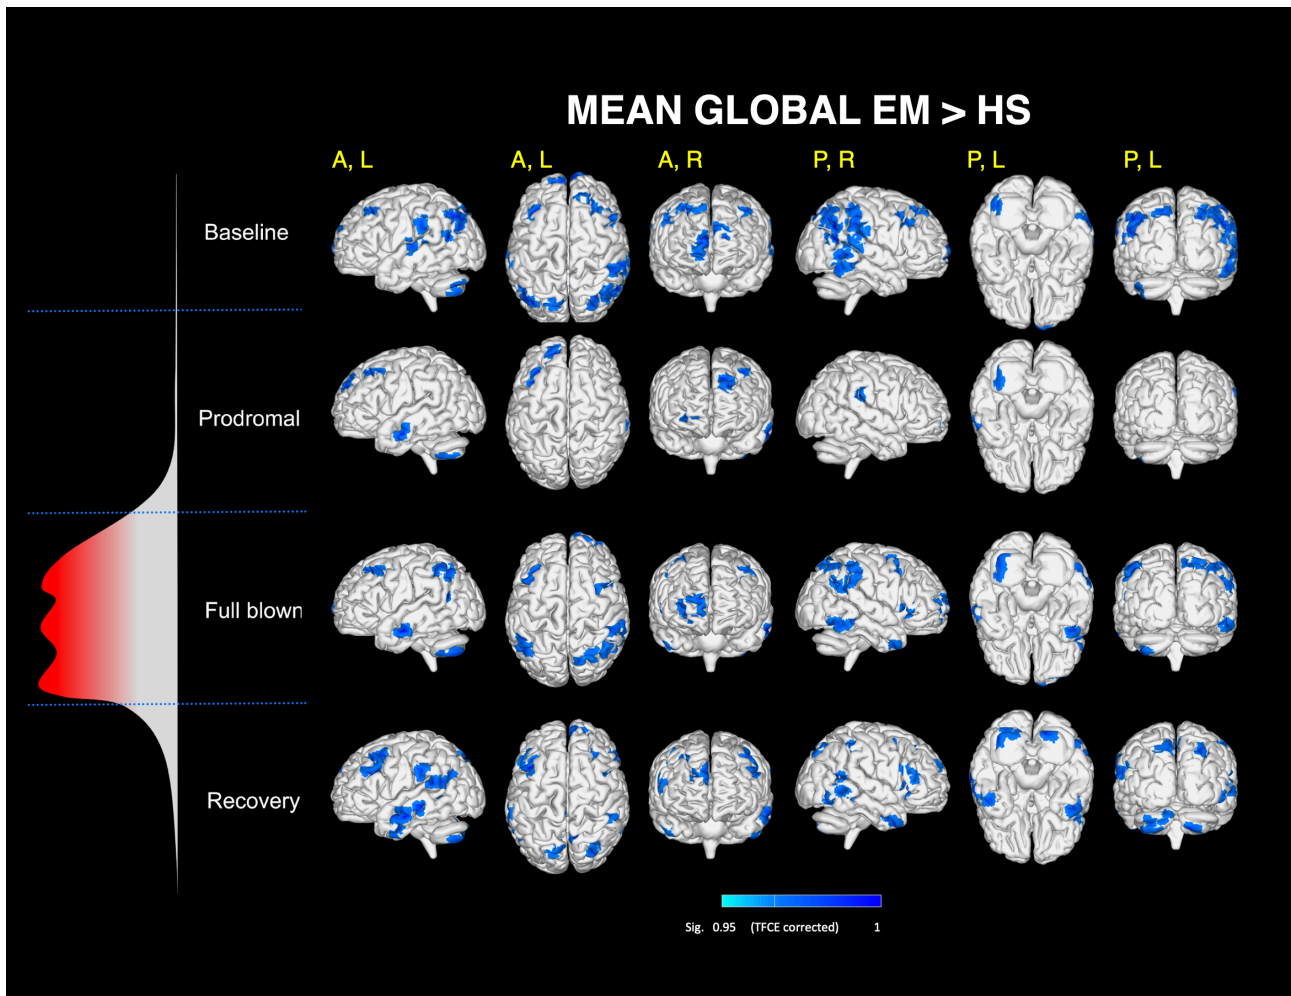 MEAN GLOBAL EM > HS
A, L A, L A, R P, R P, L P, L
Baseline
Prodromal
Full blown
Recovery
Sig. 0.95 (TFCE corrected) 1